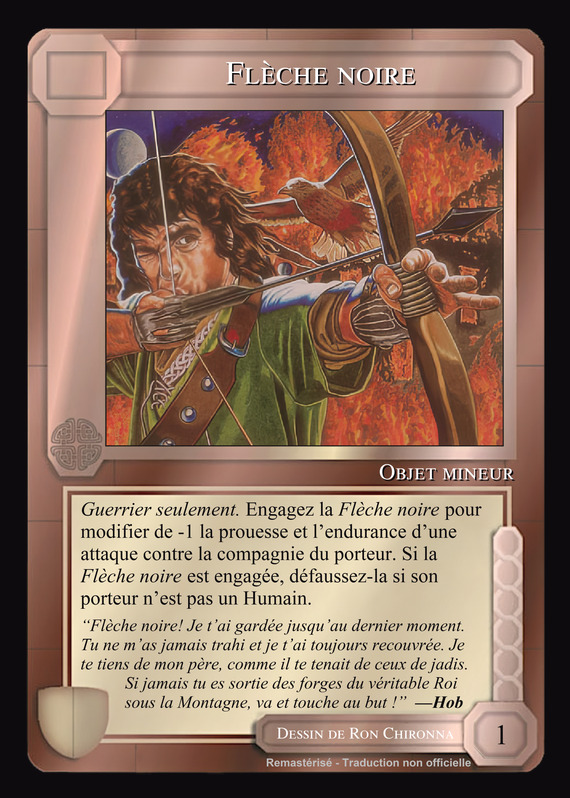 Flèche noire
Objet mineur
Guerrier seulement. Engagez la Flèche noire pour
modifier de -1 la prouesse et l'endurance d'une
attaque contre la compagnie du porteur. Si la
Flèche noire est engagée, défaussez-la si son
porteur n'est pas un Humain.
"Flèche noire! Je t'ai gardée jusqu'au dernier moment.
Tu ne m'as jamais trahi et je t'ai toujours recouvrée. Je
te tiens de mon père, comme il te tenait de ceux de jadis.
Si jamais tu es sortie des forges du véritable Roi
sous la Montagne, va et touche au but !" —Hob
Dessin de Ron Chironna
1
Remastérisé - Traduction non officielle